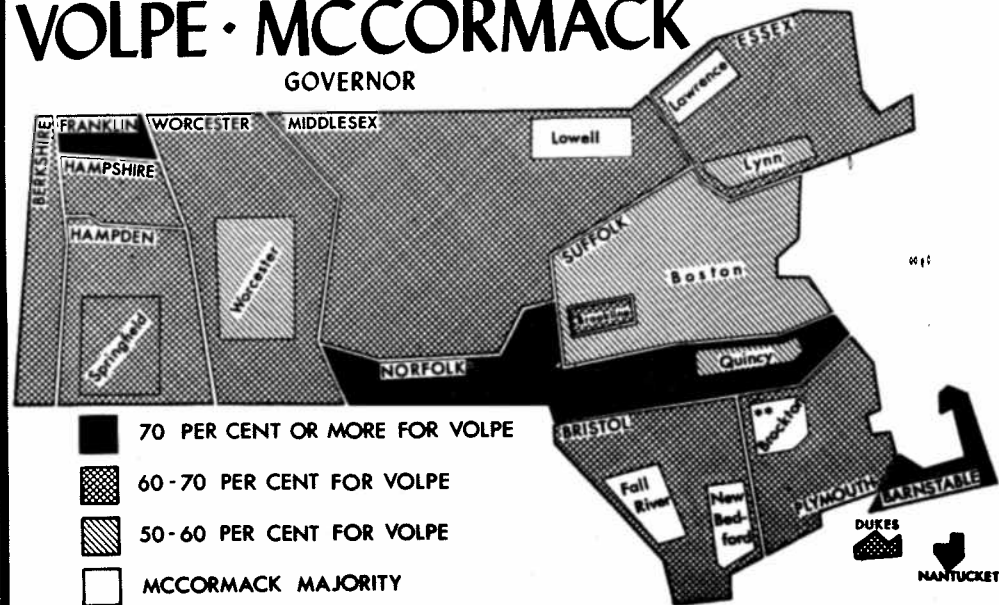 VOLPE · MCCORMACK
GOVERNOR
ESSEX
Lawrence
BERKSHIRE
FRANKLIN
WORCESTER
MIDDLESEX
Lowell
Lynn
HAMPSHIRE
HAMPDEN
SUFFOLK
Boston
Worcester
Brookline
Springfield
Quincy
NORFOLK
70 PER CENT OR MORE FOR VOLPE
60-70 PER CENT FOR VOLPE
50-60 PER CENT FOR VOLPE
MCCORMACK MAJORITY
BRISTOL
**
Brockton
Fall
River
New
Bed-
ford
PLYMOUTH
BARNSTABLE
DUKES
NANTUCKET